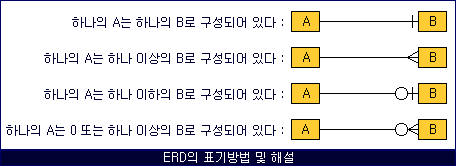 하나의 A는 하나의 B로 구성되어 있다 : A B
하나의 A는 하나 이상의 B로 구성되어 있다 : A B
하나의 A는 하나 이하의 B로 구성되어 있다 : A B
하나의 A는 0 또는 하나 이상의 B로 구성되어 있다 : A B
ERD의 표기방법 및 해설